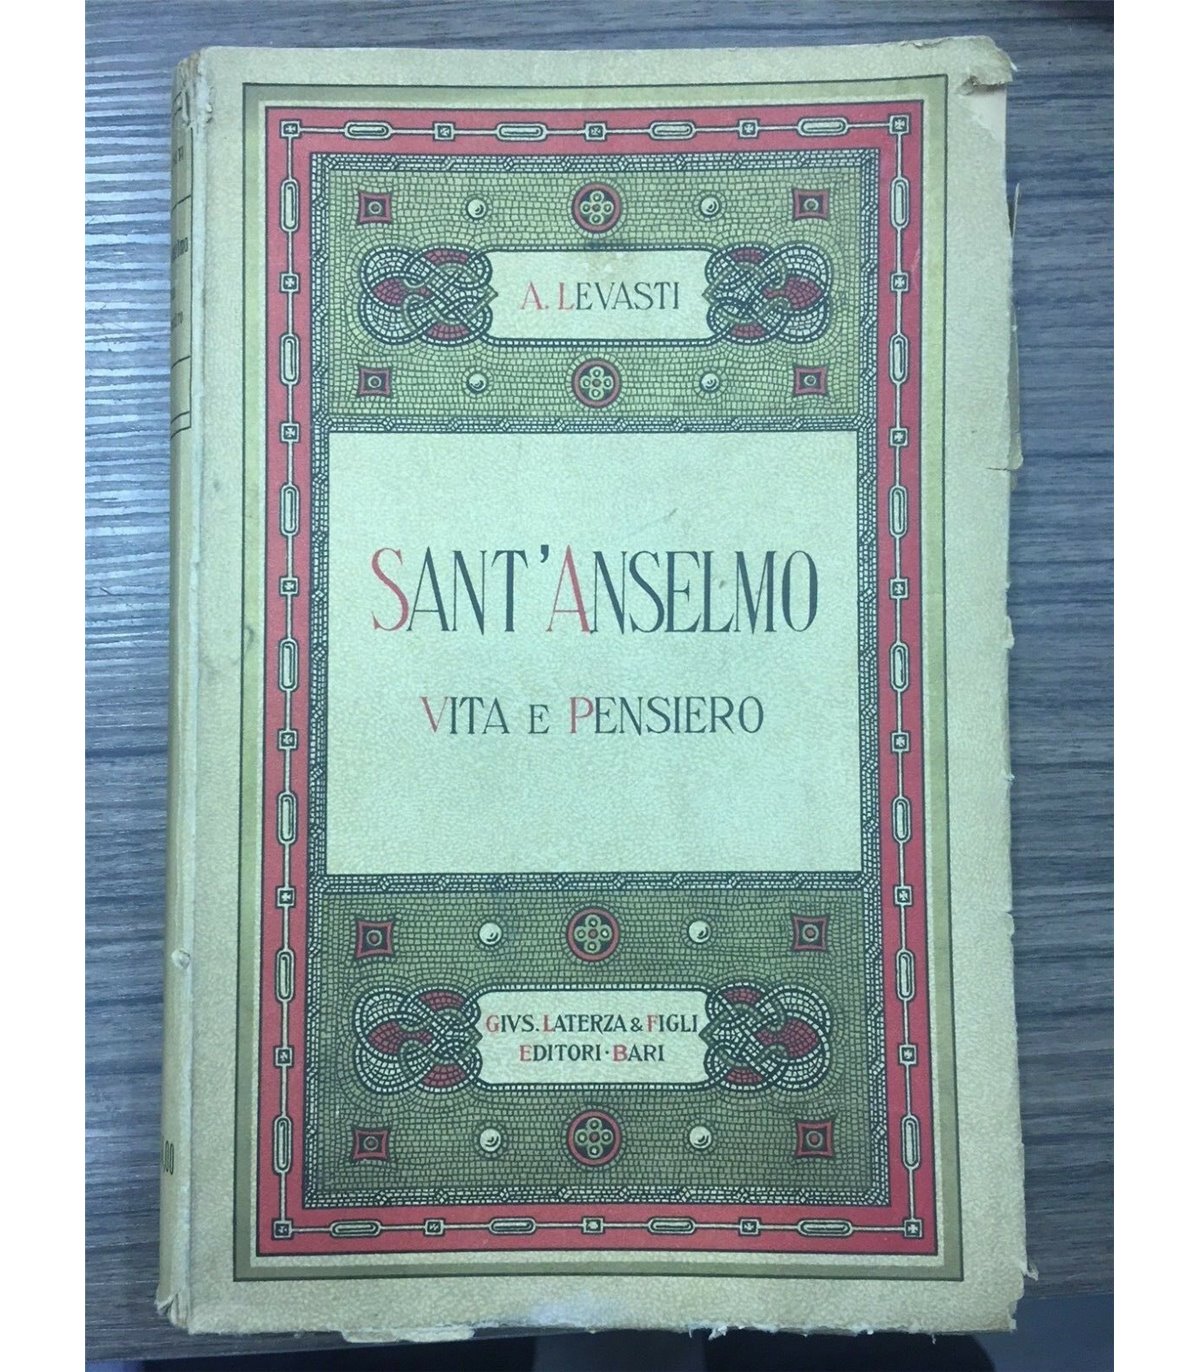 A. LEVASTI
SANT'ANSELMO
VITA E PENSIERO
GIVS. LATERZA & FIGLI
EDITORI · BARI